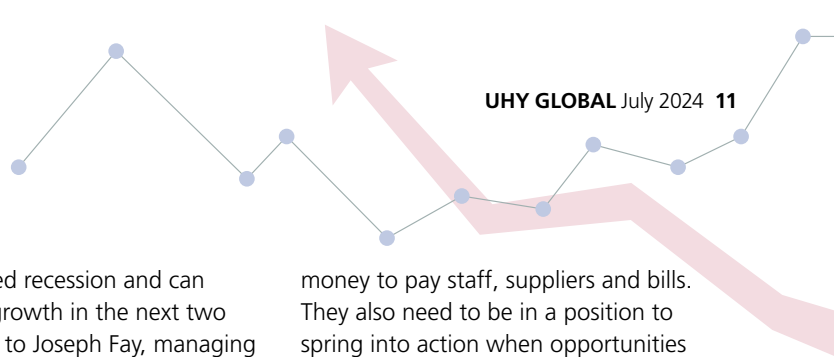 UHY GLOBAL July 2024 11
ed recession and can
growth in the next two
to Joseph Fay, managing
money to pay staff, suppliers and bills.
They also need to be in a position to
spring into action when opportunities